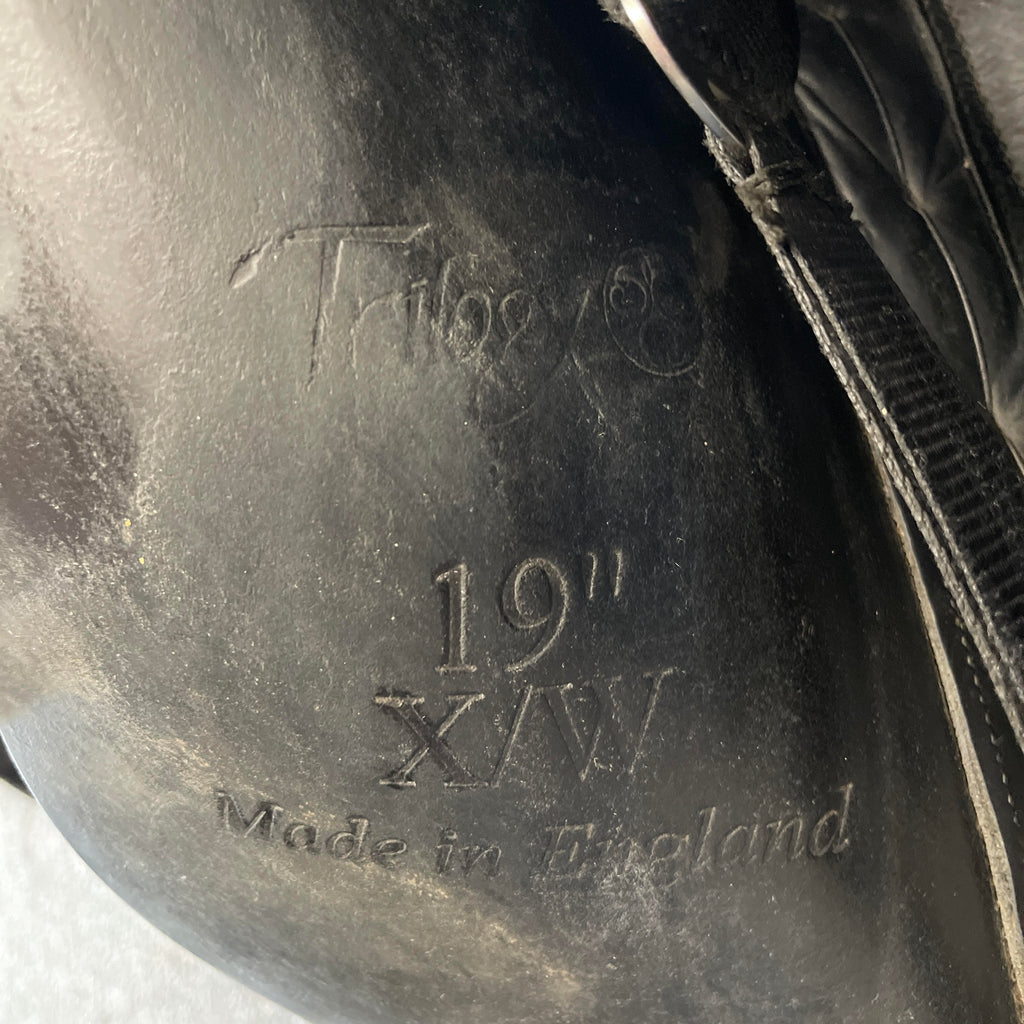 Trilogy
19"
X/W
Made in England